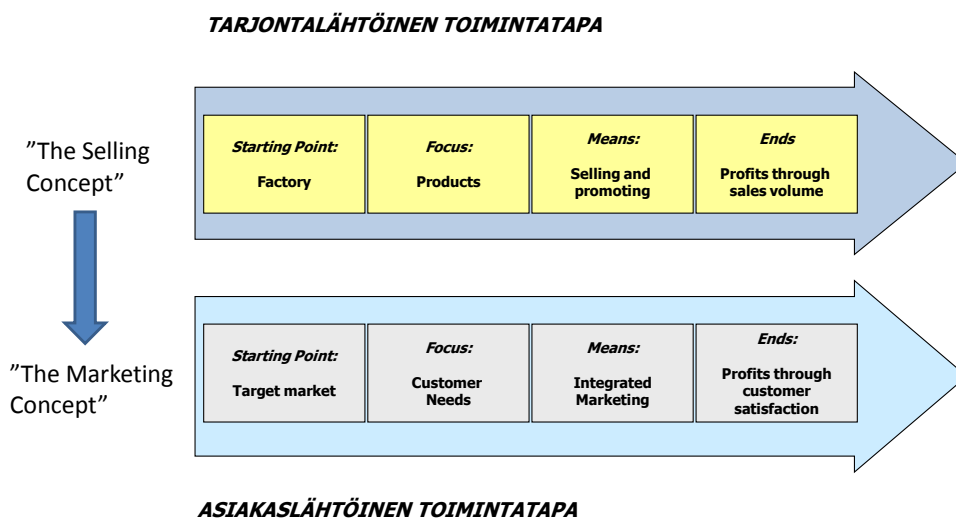 TARJONTALÄHTÖINEN TOIMINTATAPA
”The Selling
Concept”
Starting Point:
Factory
Focus:
Products
Means:
Selling and
promoting
Ends
Profits through
sales volume
”The Marketing
Concept”
Starting Point:
Target market
Focus:
Customer
Needs
Means:
Integrated
Marketing
Ends:
Profits through
customer
satisfaction
ASIAKASLÄHTÖINEN TOIMINTATAPA